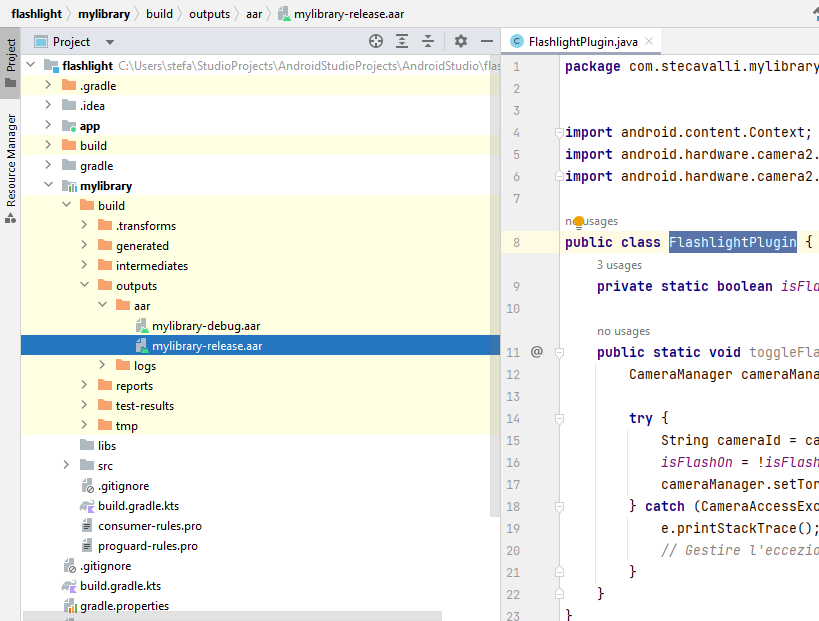 flashlight mylibrary build outputs aar mylibrary-release.aar
Project
Resource Manager
Project
flashlight C:\Users\stefa\StudioProjects\AndroidStudioProjects\AndroidStudio\flas
.gradle
.idea
app
build
gradle
mylibrary
build
.transforms
generated
intermediates
outputs
aar
mylibrary-debug.aar
mylibrary-release.aar
logs
reports
test-results
tmp
libs
src
.gitignore
build.gradle.kts
consumer-rules.pro
proguard-rules.pro
.gitignore
build.gradle.kts
gradle.properties
FlashlightPlugin.java
1 package com.stecavalli.mylibrary
2
3
4 import android.content.Context;
5 import android.hardware.camera2.
6 import android.hardware.camera2.
7
no usages
8 public class FlashlightPlugin {
3 usages
9 private static boolean isFla
10
no usages
11 @ public static void toggleFla
12 CameraManager cameraMana
13
14 try {
15 String cameraId = ca
16 isFlashOn = !isFlash
17 cameraManager.setTor
18 } catch (CameraAccessExc
19 e.printStackTrace();
20 // Gestire l'eccezio
21 }
22 }
23 }